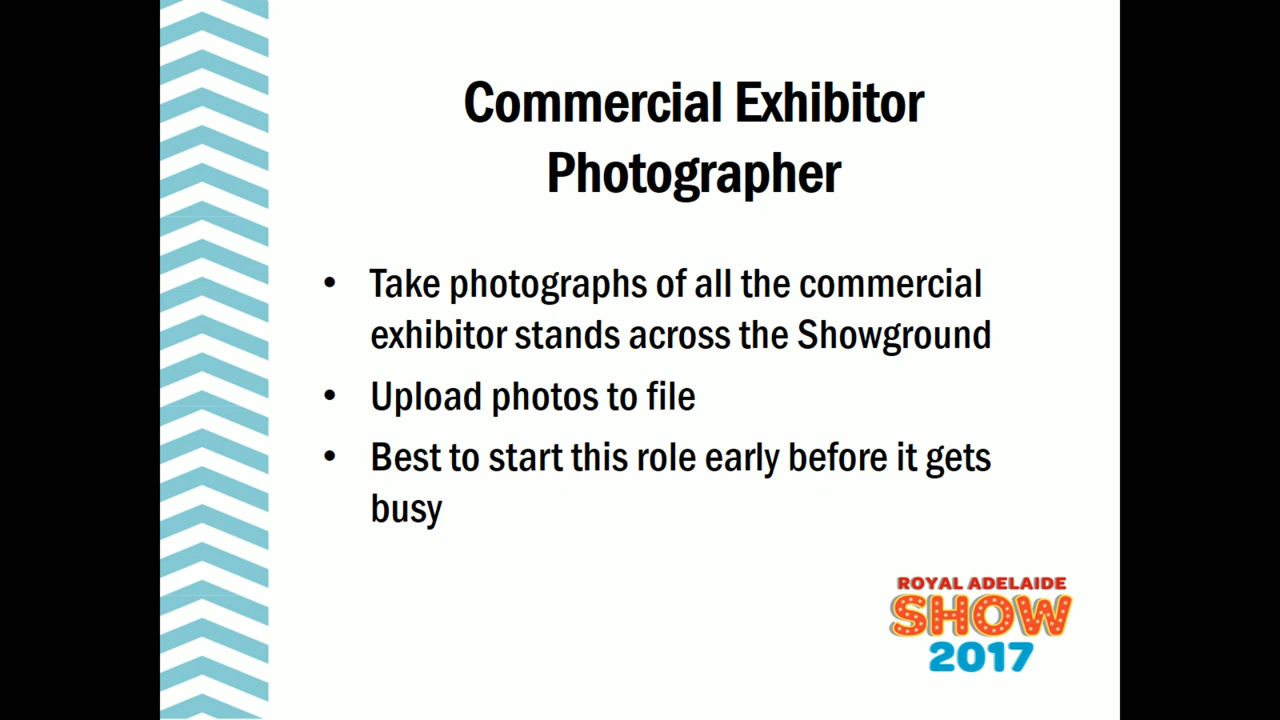 Commercial Exhibitor
Photographer
• Take photographs of all the commercial
exhibitor stands across the Showground
• Upload photos to file
• Best to start this role early before it gets
busy
ROYAL ADELAIDE
SHOW
2017